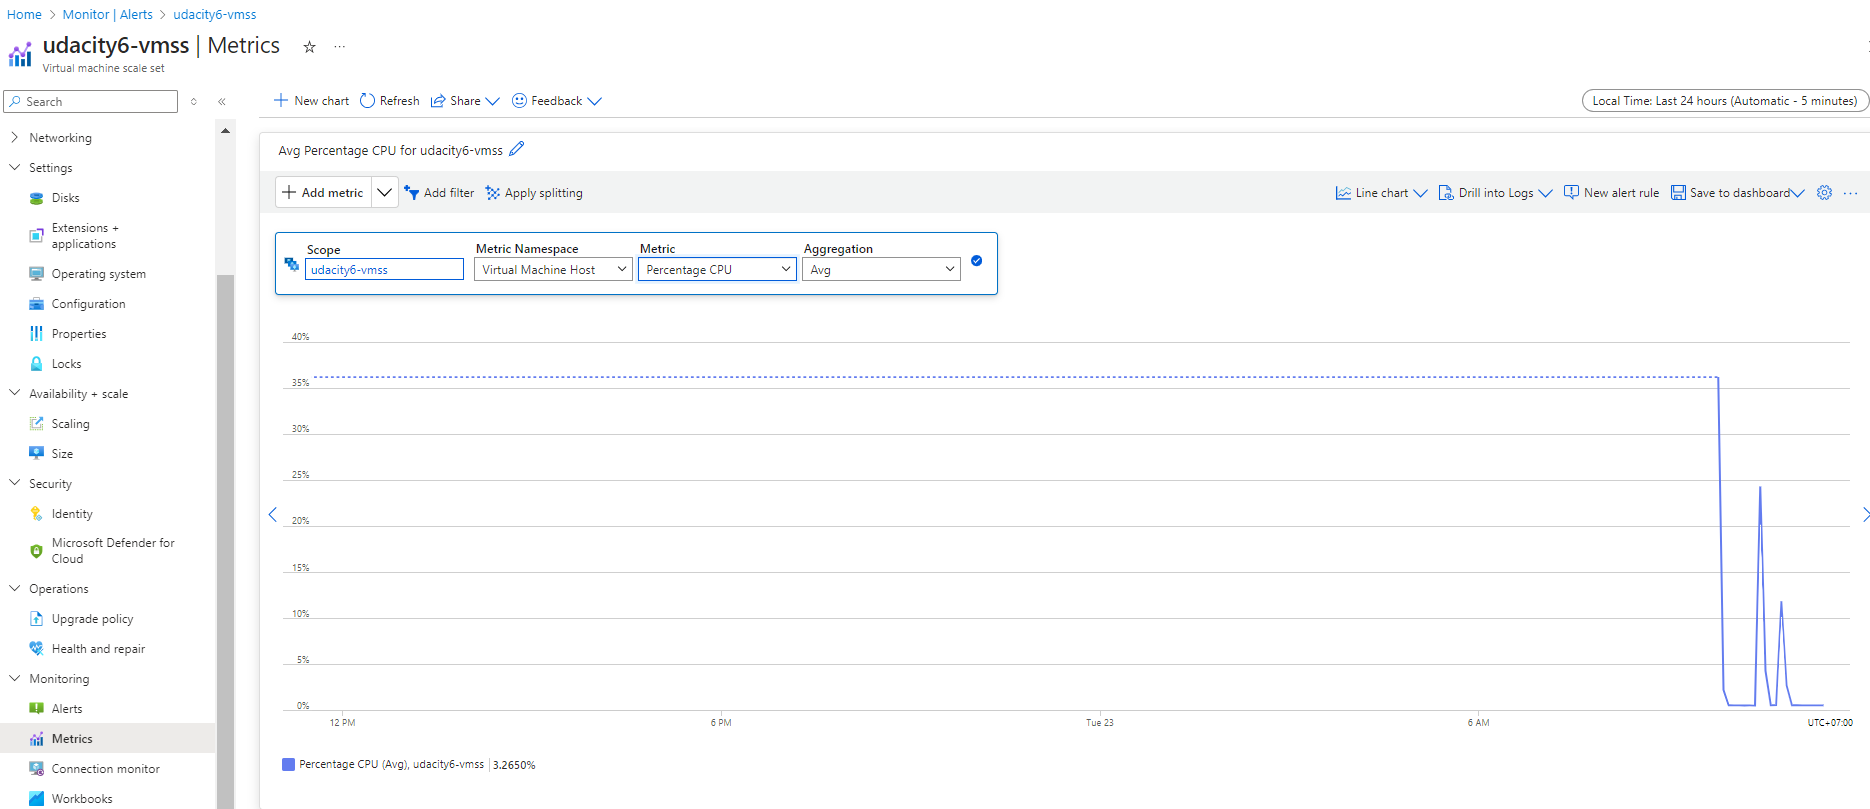 Home > Monitor | Alerts > udacity6-vmss
udacity6-vmss | Metrics
Virtual machine scale set
Search
Networking
Settings
Disks
Extensions +
applications
Operating system
Configuration
Properties
Locks
Availability + scale
Scaling
Size
Security
Identity
Microsoft Defender for
Cloud
Operations
Upgrade policy
Health and repair
Monitoring
Alerts
Metrics
Connection monitor
Workbooks
New chart Refresh Share Feedback
Local Time: Last 24 hours (Automatic - 5 minutes)
Avg Percentage CPU for udacity6-vmss
Add metric Add filter Apply splitting
Line chart Drill into Logs New alert rule Save to dashboard
Scope Metric Namespace Metric Aggregation
udacity6-vmss Virtual Machine Host Percentage CPU Avg
40%
35%
30%
25%
20%
15%
10%
5%
0%
12 PM 6 PM Tue 23 6 AM UTC+07:00
Percentage CPU (Avg), udacity6-vmss | 3.2650%